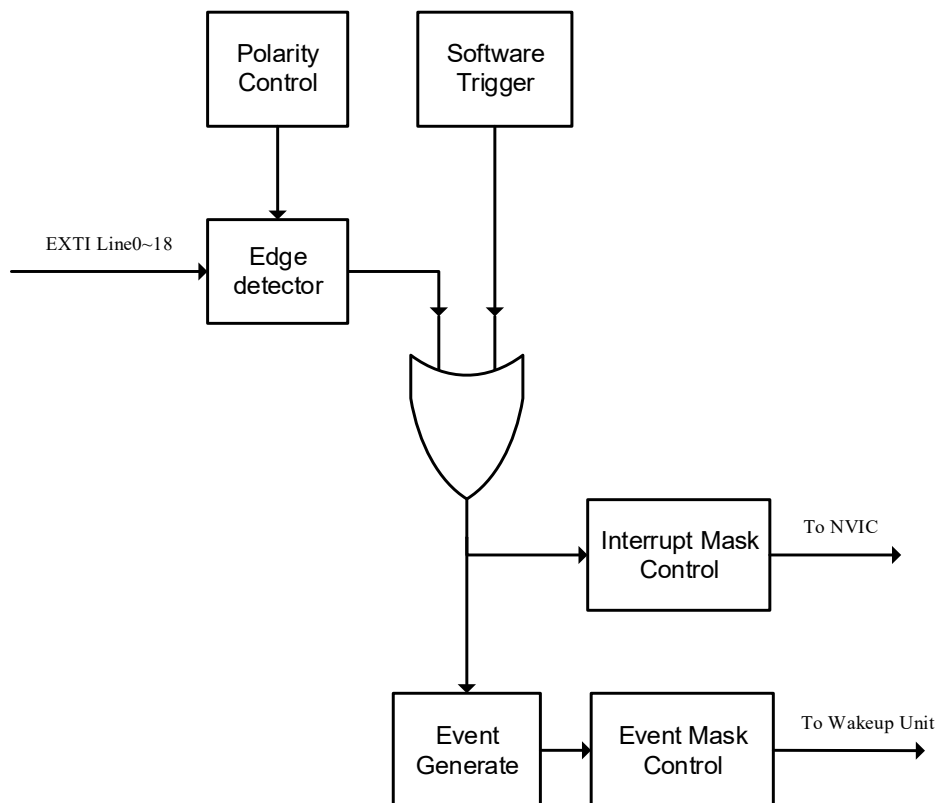 Polarity
Control
Software
Trigger
EXTI Line0~18
Edge
detector
Interrupt Mask
Control
To NVIC
Event
Generate
Event Mask
Control
To Wakeup Unit